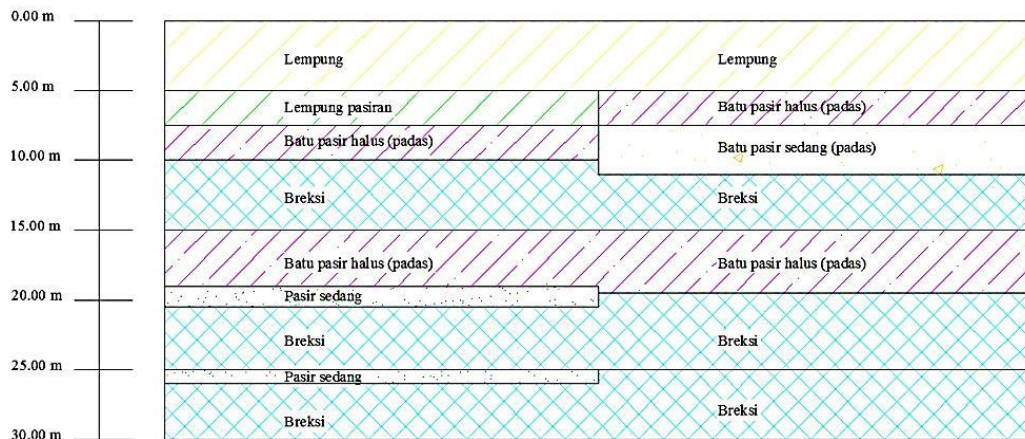 0.00 m
Lempung
Lempung
5.00 m
Lempung pasiran
Batu pasir halus (padas)
Batu pasir halus (padas)
Batu pasir sedang (padas)
10.00 m
Breksi
Breksi
15.00 m
Batu pasir halus (padas)
Batu pasir halus (padas)
20.00 m
Pasir sedang
Breksi
Breksi
25.00 m
Pasir sedang
Breksi
Breksi
30.00 m